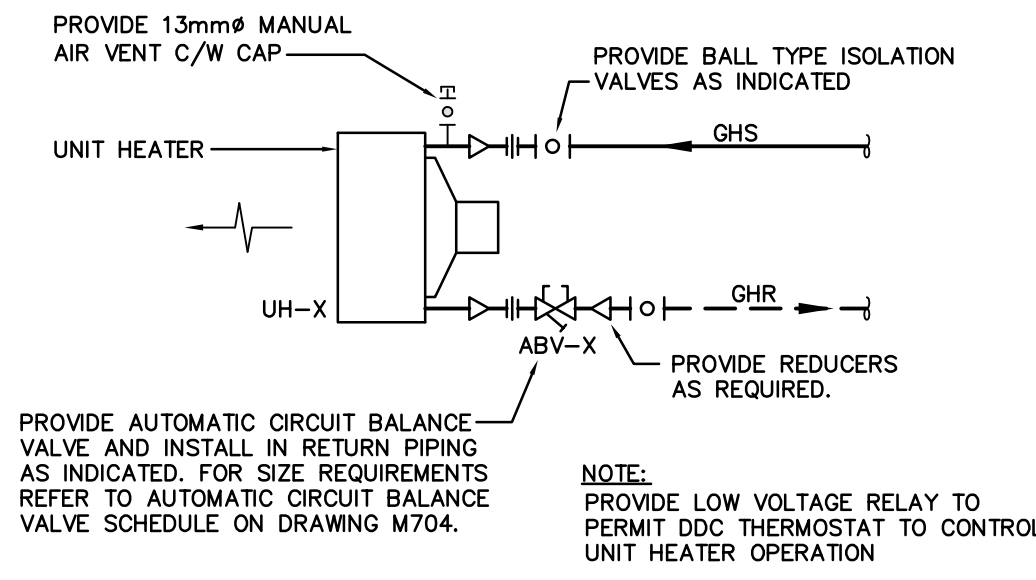 PROVIDE 13mmø MANUAL
AIR VENT C/W CAP
PROVIDE BALL TYPE ISOLATION
VALVES AS INDICATED
GHS
UNIT HEATER
UH-X
GHR
ABV-X
PROVIDE REDUCERS
AS REQUIRED.
PROVIDE AUTOMATIC CIRCUIT BALANCE
VALVE AND INSTALL IN RETURN PIPING
AS INDICATED. FOR SIZE REQUIREMENTS
REFER TO AUTOMATIC CIRCUIT BALANCE
VALVE SCHEDULE ON DRAWING M704.
NOTE:
PROVIDE LOW VOLTAGE RELAY TO
PERMIT DDC THERMOSTAT TO CONTROL
UNIT HEATER OPERATION